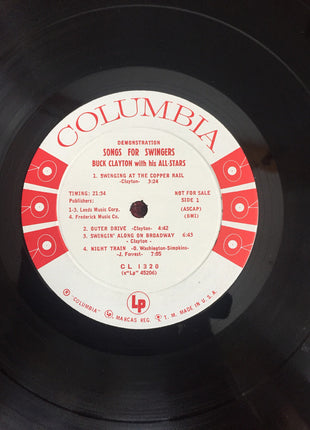 COLUMBIA
DEMONSTRATION
SONGS FOR SWINGERS
BUCK CLAYTON with his ALL-STARS
1. SWINGING AT THE COPPER RAIL
-Clayton- 3:24
TIMING: 21:54
NOT FOR SALE
Publishers:
SIDE 1
1-3. Leeds Music Corp. (ASCAP)
4. Frederick Music Co. (BMI)
2. OUTER DRIVE -Clayton- 4:42
3. SWINGIN' ALONG ON BROADWAY 6:43
- Clayton -
4. NIGHT TRAIN -O. Washington-Simpkins-
J. Forrest- 7:05
CL 1320
(x"Lp" 45206)
Lp
® "COLUMBIA" ® MARCAS REG. T. M. MADE IN U. S. A.